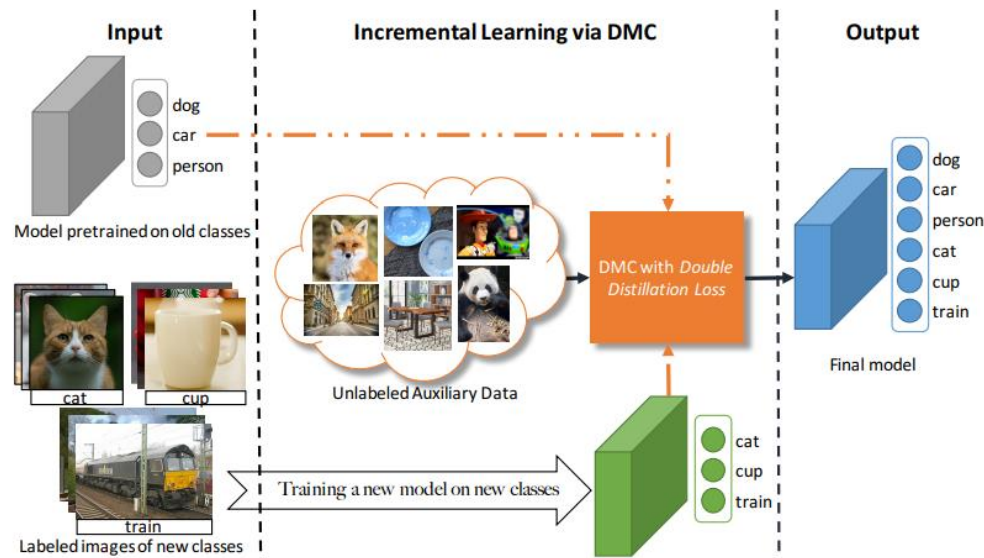 Input
Incremental Learning via DMC
Output
dog
car
person
Model pretrained on old classes
cat
cup
train
Labeled images of new classes
Unlabeled Auxiliary Data
DMC with Double
Distillation Loss
Training a new model on new classes
cat
cup
train
dog
car
person
cat
cup
train
Final model